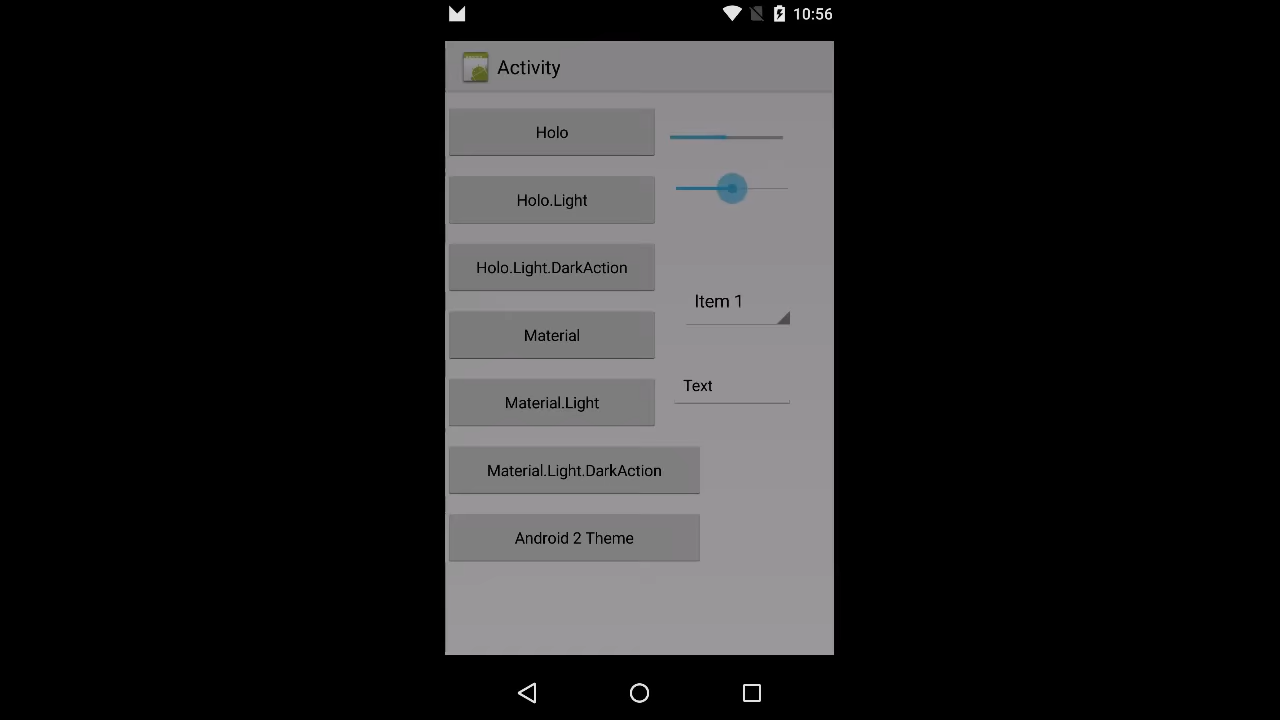 10:56
Activity
Holo
Holo.Light
Holo.Light.DarkAction
Item 1
Material
Text
Material.Light
Material.Light.DarkAction
Android 2 Theme